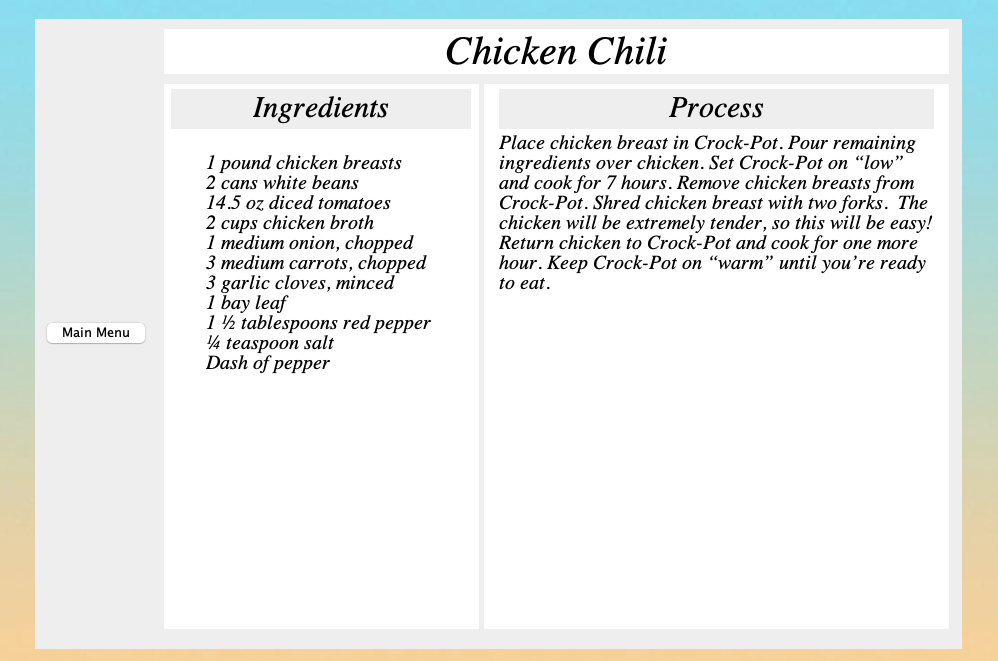 Chicken Chili
Ingredients
1 pound chicken breasts
2 cans white beans
14.5 oz diced tomatoes
2 cups chicken broth
1 medium onion, chopped
3 medium carrots, chopped
3 garlic cloves, minced
1 bay leaf
1 ½ tablespoons red pepper
¼ teaspoon salt
Dash of pepper
Process
Place chicken breast in Crock-Pot. Pour remaining
ingredients over chicken. Set Crock-Pot on “low”
and cook for 7 hours. Remove chicken breasts from
Crock-Pot. Shred chicken breast with two forks.  The
chicken will be extremely tender, so this will be easy!
Return chicken to Crock-Pot and cook for one more
hour. Keep Crock-Pot on “warm” until you’re ready
to eat.
Main Menu